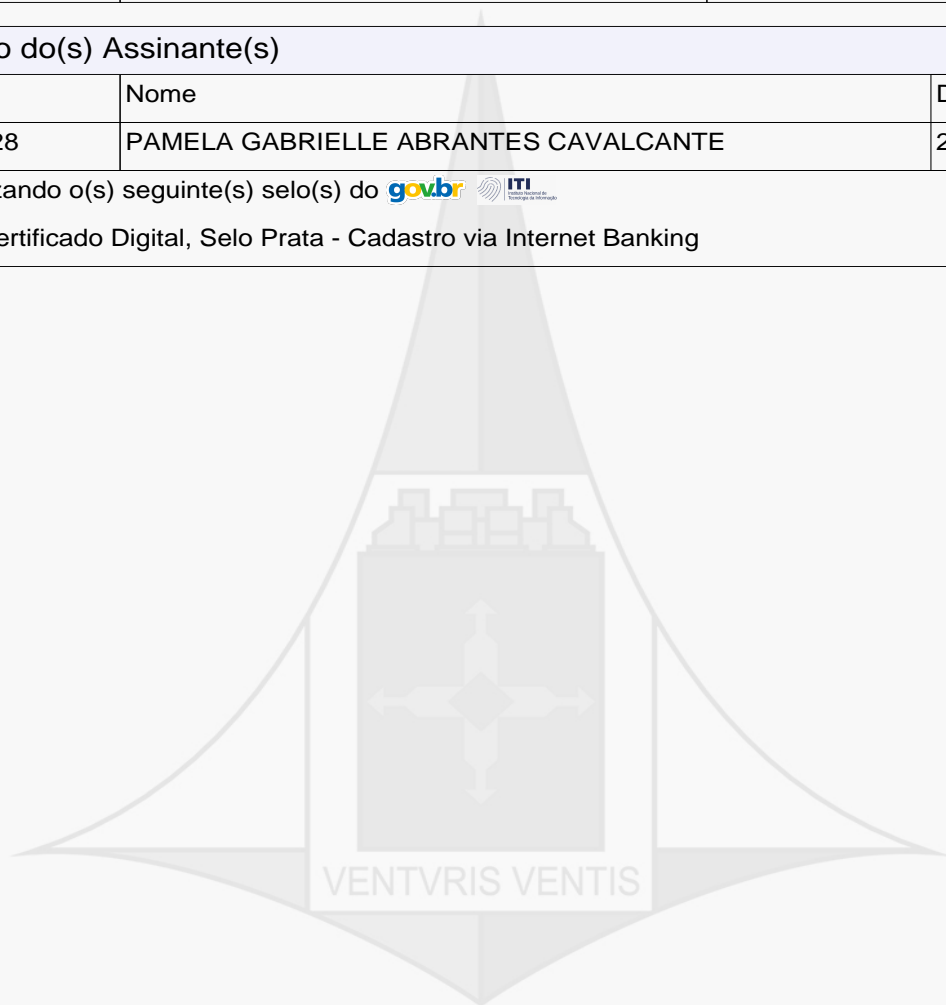 o do(s) Assinante(s)
Nome D
28 PAMELA GABRIELLE ABRANTES CAVALCANTE 2
zando o(s) seguinte(s) selo(s) do gov.br ITI
ertificado Digital, Selo Prata - Cadastro via Internet Banking
VENTVRIS VENTIS